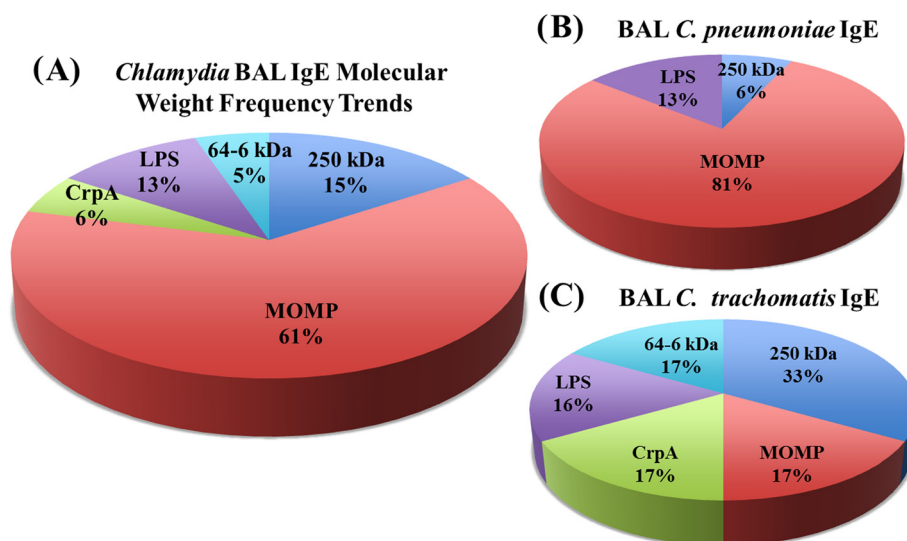 (A)
Chlamydia BAL IgE Molecular
Weight Frequency Trends
64-6 kDa
5%
250 kDa
15%
LPS
13%
CrpA
6%
MOMP
61%
(B)
BAL C. pneumoniae IgE
LPS
13%
250 kDa
6%
MOMP
81%
(C)
BAL C. trachomatis IgE
64-6 kDa
17%
250 kDa
33%
LPS
16%
CrpA
17%
MOMP
17%